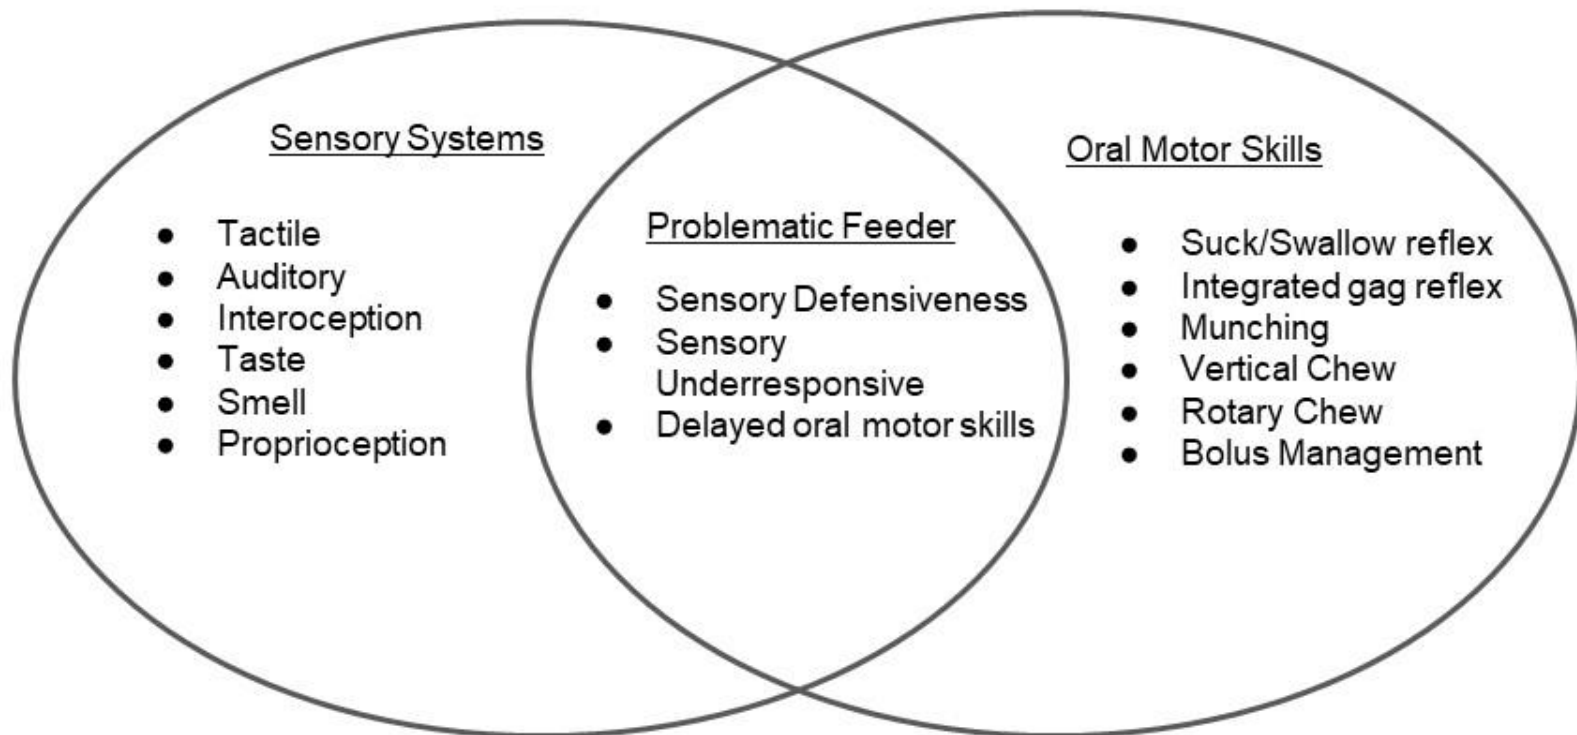 Sensory Systems
● Tactile
● Auditory
● Interoception
● Taste
● Smell
● Proprioception
Problematic Feeder
● Sensory Defensiveness
● Sensory
Underresponsive
● Delayed oral motor skills
Oral Motor Skills
● Suck/Swallow reflex
● Integrated gag reflex
● Munching
● Vertical Chew
● Rotary Chew
● Bolus Management